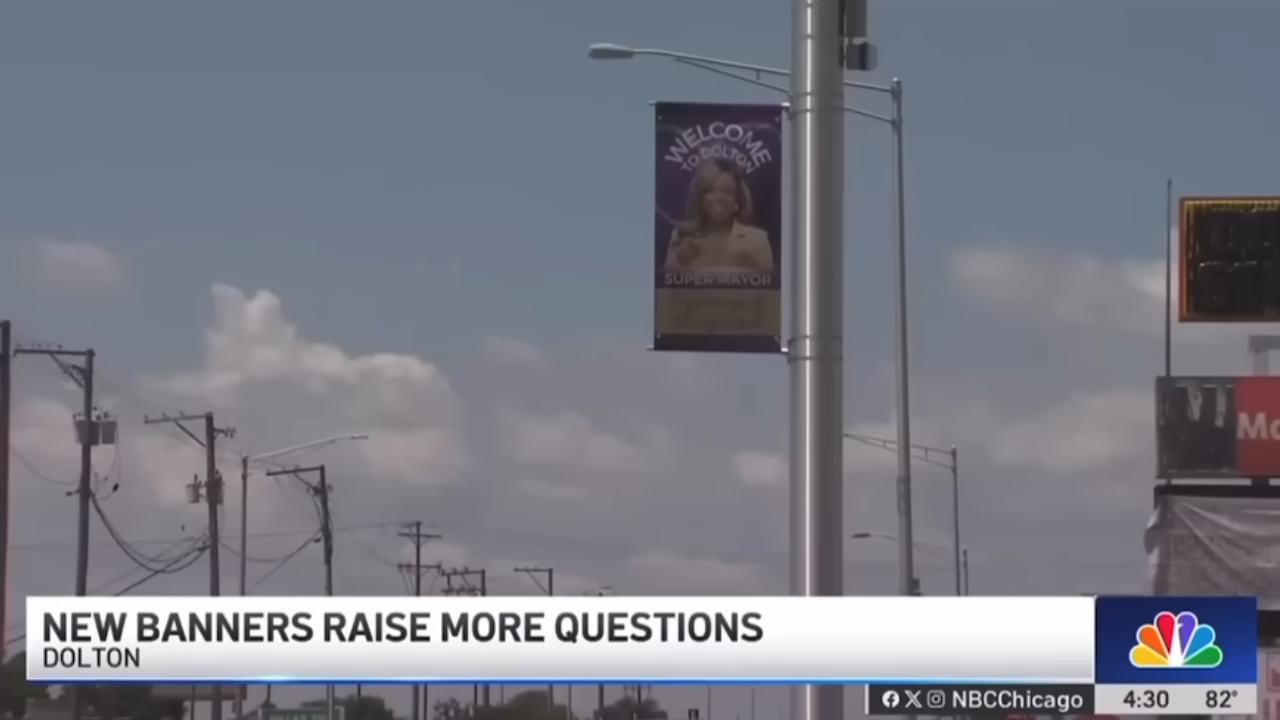 WELCOME
TO DOLTON
SUPER MAYOR
NEW BANNERS RAISE MORE QUESTIONS
DOLTON
NBCChicago
4:30 82°